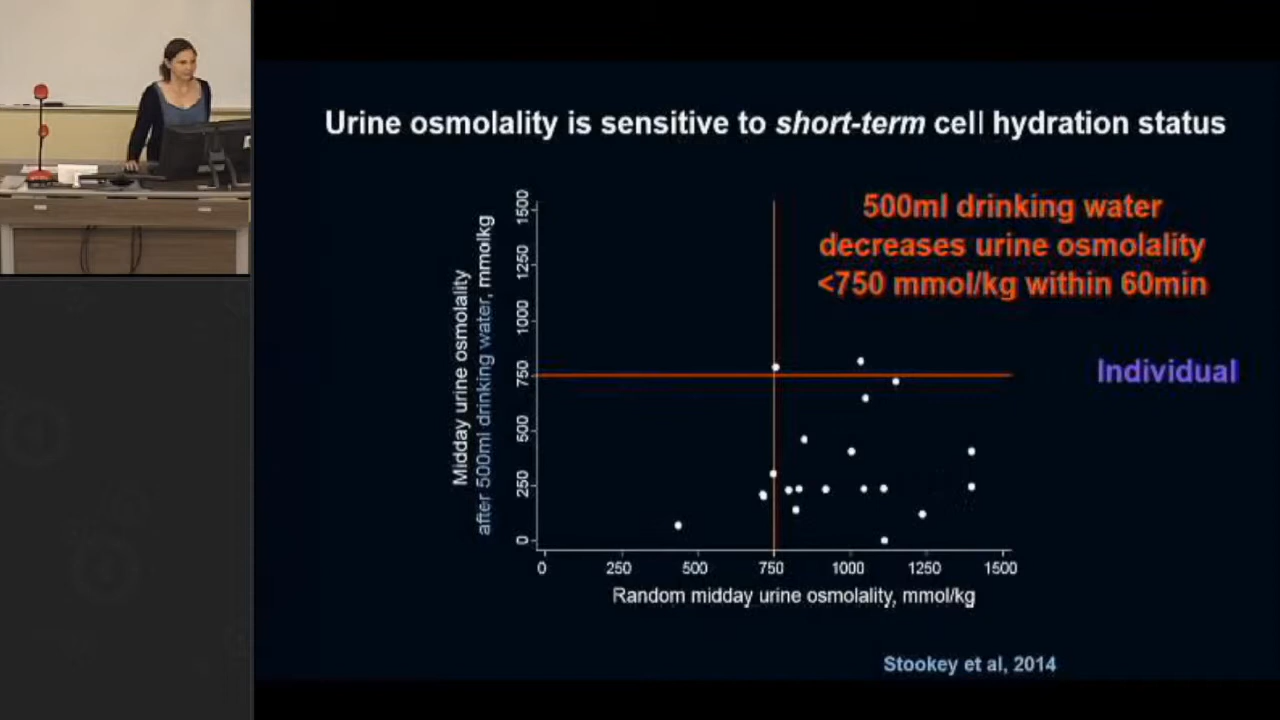 Urine osmolality is sensitive to short-term cell hydration status
500ml drinking water
decreases urine osmolality
<750 mmol/kg within 60min
Individual
Midday urine osmolality
after 500ml drinking water, mmolkg
1500
1250
1000
750
500
250
0
0 250 500 750 1000 1250 1500
Random midday urine osmolality, mmol/kg
Stookey et al, 2014